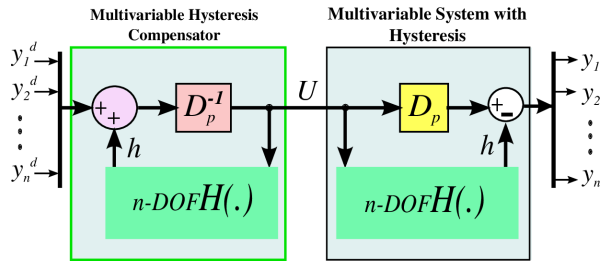 Multivariable Hysteresis
Compensator
Multivariable System with
Hysteresis
y₁ᵈ
y₂ᵈ
yₙᵈ
+
+
Dₚ⁻¹
U
Dₚ
+
-
h
h
n-DOFH(.)
n-DOFH(.)
y₁
y₂
yₙ